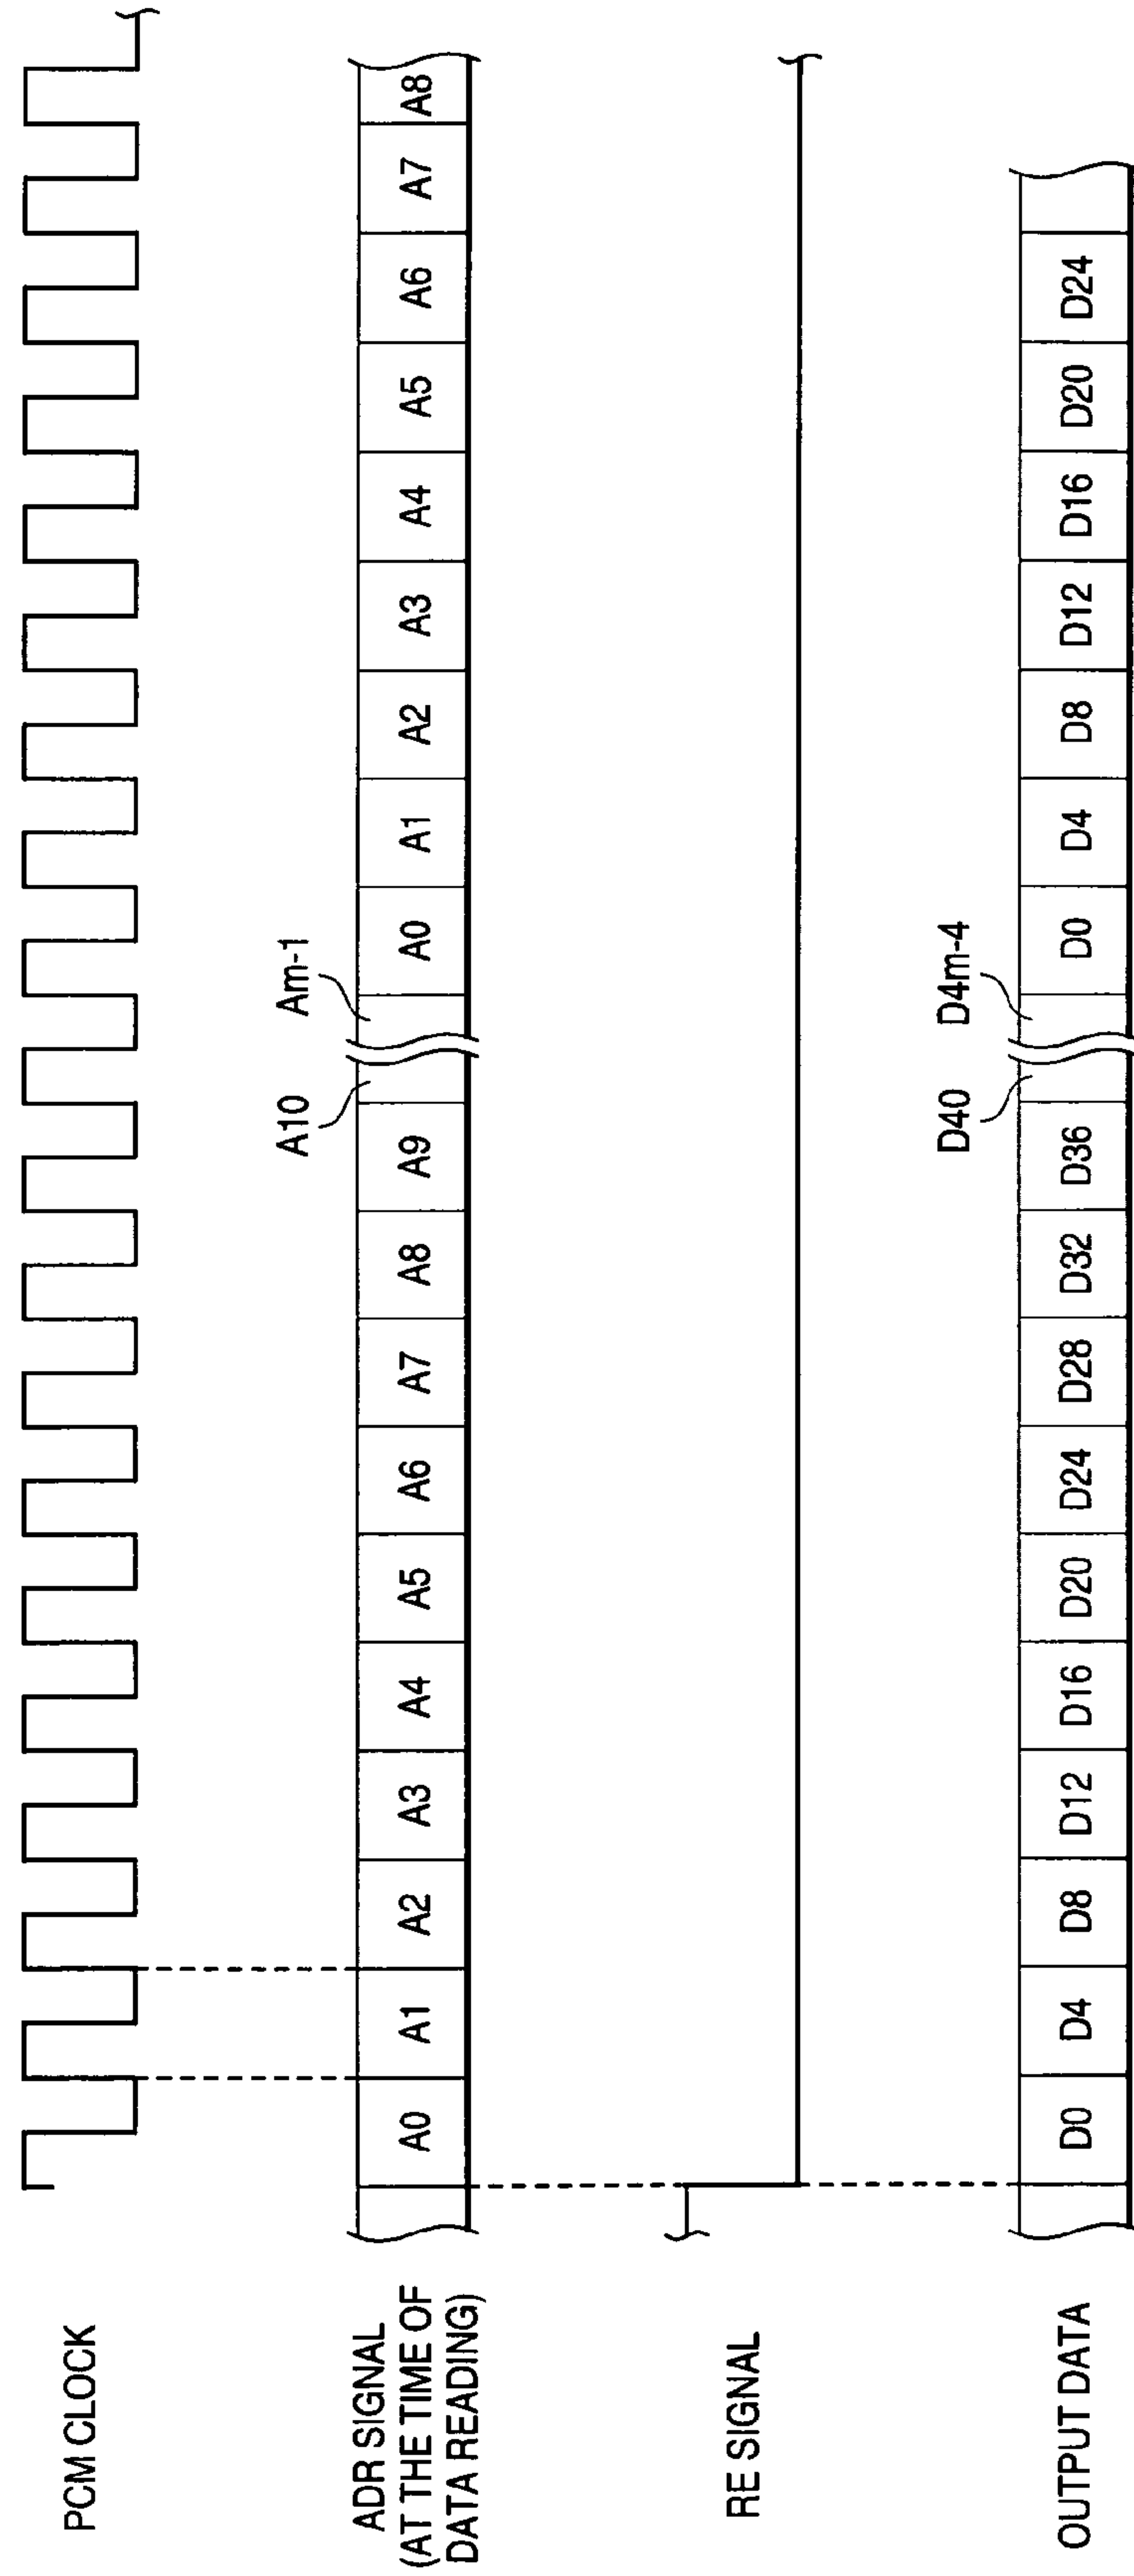 PCM CLOCK
ADR SIGNAL
(AT THE TIME OF
DATA READING)
A0 A1 A2 A3 A4 A5 A6 A7 A8 A9 A10 Am-1 A0 A1 A2 A3 A4 A5 A6 A7 A8
RE SIGNAL
OUTPUT DATA
D0 D4 D8 D12 D16 D20 D24 D28 D32 D36 D40 D4m-4 D0 D4 D8 D12 D16 D20 D24